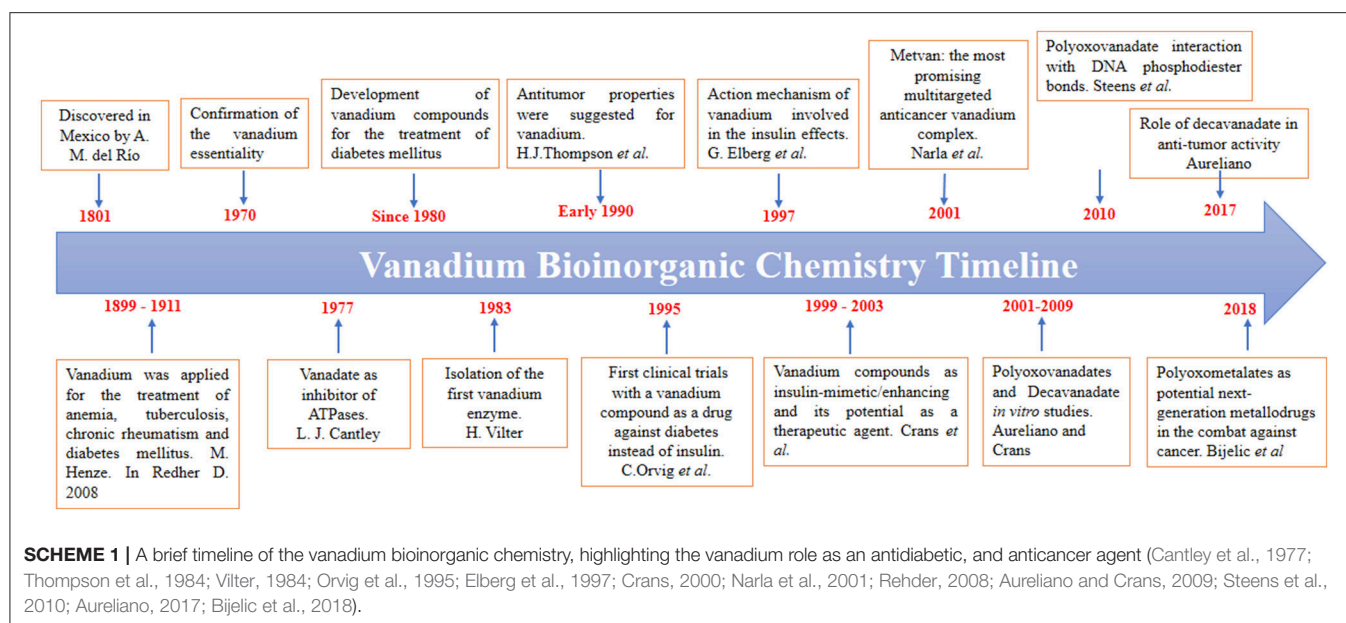 Discovered in
Mexico by A.
M. del Río
1801
Confirmation of
the vanadium
essentiality
1970
Development of
vanadium compounds
for the treatment of
diabetes mellitus
Since 1980
Antitumor properties
were suggested for
vanadium.
H.J.Thompson et al.
Early 1990
Action mechanism of
vanadium involved in
the insulin effects.
G. Elberg et al.
1997
Metvan: the most
promising
multitargeted
anticancer vanadium
complex.
Narla et al.
2001
Polyoxovanadate interaction
with DNA phosphodiester
bonds. Steens et al.
2010
Role of decavanadate in
anti-tumor activity
Aureliano
2017
Vanadium Bioinorganic Chemistry Timeline
1899 - 1911
Vanadium was applied
for the treatment of
anemia, tuberculosis,
chronic rheumatism and
diabetes mellitus. M.
Henze. In Redher D.
2008
1977
Vanadate as
inhibitor of
ATPases.
L. J. Cantley
1983
Isolation of the
first vanadium
enzyme.
H. Vilter
1995
First clinical trials
with a vanadium
compound as a drug
against diabetes
instead of insulin.
C.Orvig et al.
1999 - 2003
Vanadium compounds as
insulin-mimetic/enhancing
and its potential as a
therapeutic agent. Crans et
al.
2001-2009
Polyoxovanadates
and Decavanadate
in vitro studies.
Aureliano and
Crans
2018
Polyoxometalates as
potential next-
generation metallodrugs
in the combat against
cancer. Bijelic et al
SCHEME 1 | A brief timeline of the vanadium bioinorganic chemistry, highlighting the vanadium role as an antidiabetic, and anticancer agent (Cantley et al., 1977;
Thompson et al., 1984; Vilter, 1984; Orvig et al., 1995; Elberg et al., 1997; Crans, 2000; Narla et al., 2001; Rehder, 2008; Aureliano and Crans, 2009; Steens et al.,
2010; Aureliano, 2017; Bijelic et al., 2018).